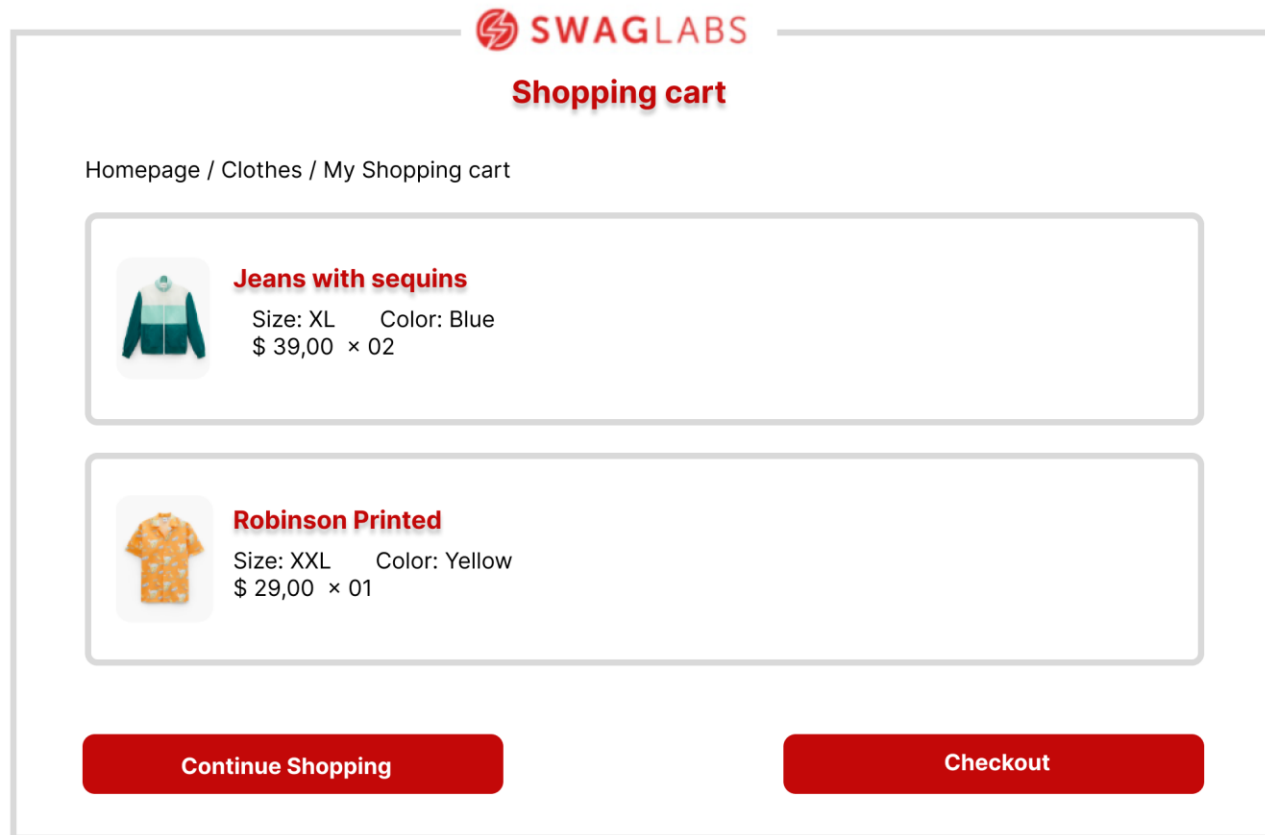 SWAGLABS
Shopping cart
Homepage / Clothes / My Shopping cart
Jeans with sequins
Size: XL Color: Blue
$ 39,00 × 02
Robinson Printed
Size: XXL Color: Yellow
$ 29,00 × 01
Continue Shopping
Checkout